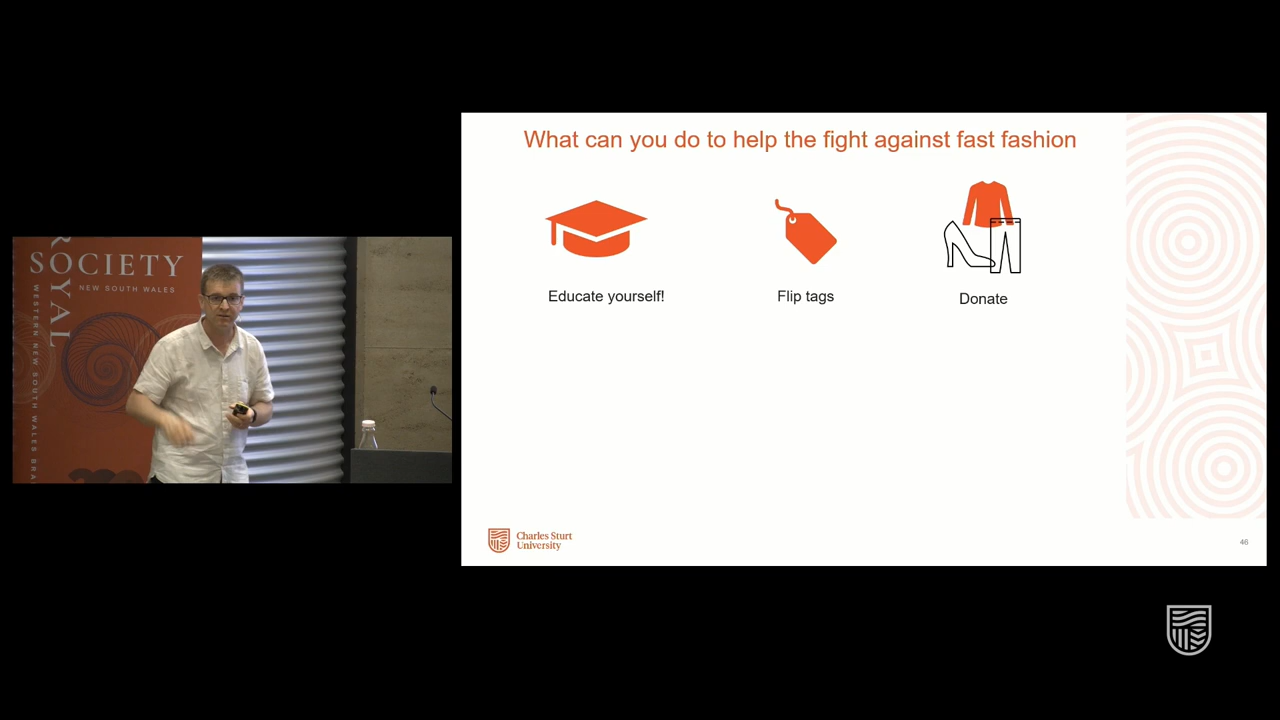 ROYAL
SOCIETY
NEW SOUTH WALES
WESTERN NEW SOUTH WALES
What can you do to help the fight against fast fashion
Educate yourself!
Flip tags
Donate
Charles Sturt
University
46